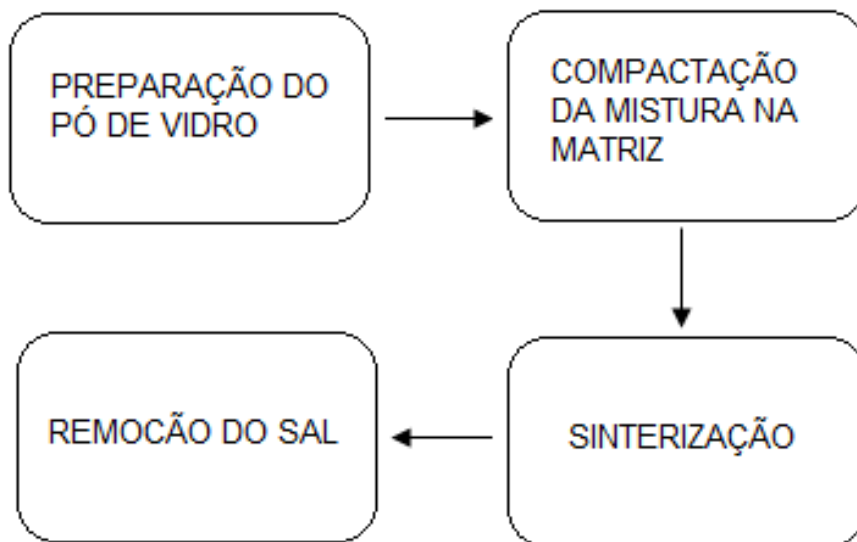 PREPARAÇÃO DO
PÓ DE VIDRO
COMPACTAÇÃO
DA MISTURA NA
MATRIZ
SINTERIZAÇÃO
REMOCÃO DO SAL